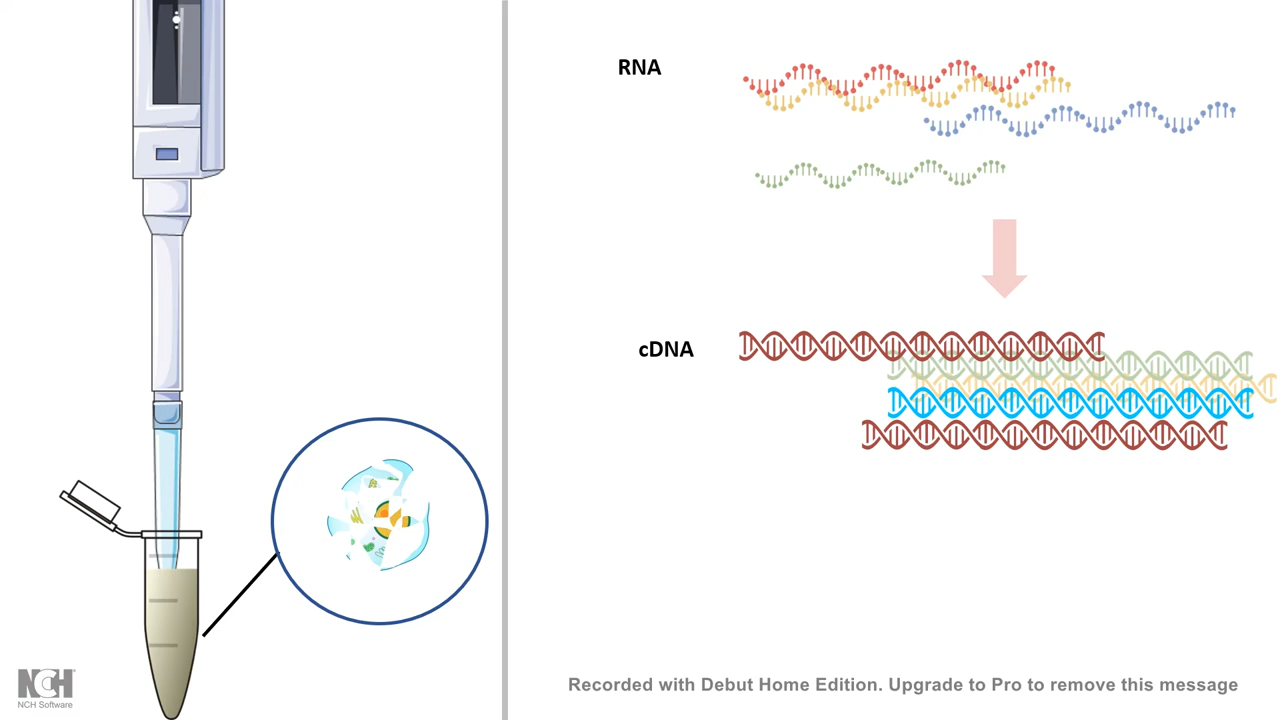 RNA
cDNA
NCH
NCH Software
Recorded with Debut Home Edition. Upgrade to Pro to remove this message